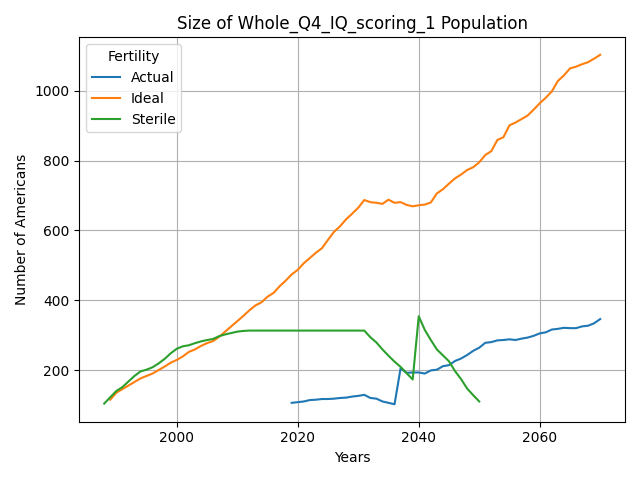 Size of Whole_Q4_IQ_scoring_1 Population
Fertility
Actual
Ideal
Sterile
Number of Americans
1000
800
600
400
200
2000
2020
2040
2060
Years